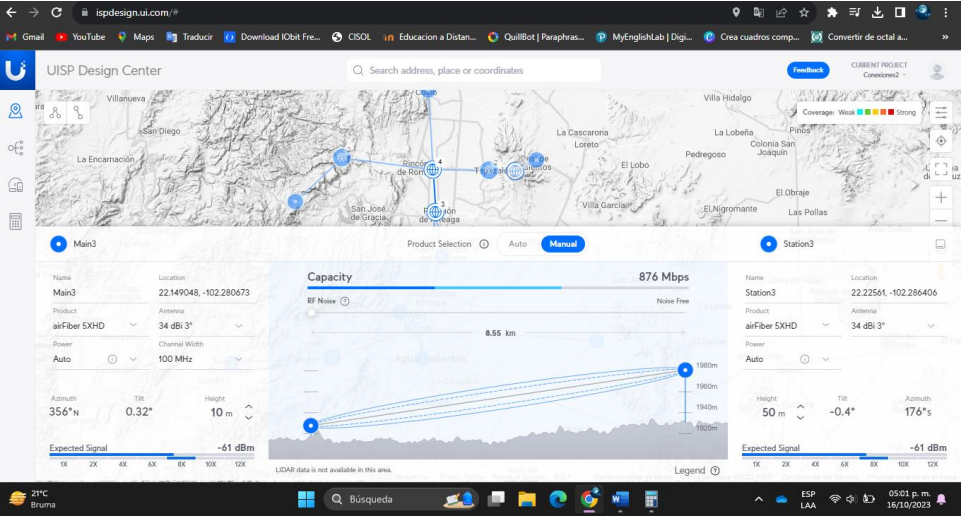 ispdesign.ui.com/#
Gmail YouTube Maps Traducir Download IObit Fre... CISOL Educacion a Distan... QuillBot | Paraphras... MyEnglishLab | Digi... Crea cuadros comp... Convertir de octal a... »
UISP Design Center
Search address, place or coordinates
Feedback
CURRENT PROJECT
Conexiones2
Villanueva
Villa Hidalgo
Coverage: Weak Strong
San Diego
La Cascarona
Loreto
La Lobeña
Pinos
Colonia San
Joaquín
La Encarnación
Pedregoso
El Lobo
4
2
El Obraje
San José
de Gracia
3
Villa García
El Nigromante
Las Pollas
Main3
Product Selection Auto Manual
Station3
Name
Main3
Location
22.149048, -102.280673
Product
airFiber 5XHD
Antenna
34 dBi 3°
Power
Auto
Channel Width
100 MHz
Azimuth
356°N
Tilt
0.32°
Height
10 m
Expected Signal -61 dBm
1X 2X 4X 6X 8X 10X 12X
Capacity 876 Mbps
RF Noise Noise Free
8.55 km
Aguascalientes
1980m
1960m
1940m
1920m
LIDAR data is not available in this area.
Legend
Name
Station3
Location
22.22561, -102.286406
Product
airFiber 5XHD
Antenna
34 dBi 3°
Power
Auto
Height
50 m
Tilt
-0.4°
Azimuth
176°S
Expected Signal -61 dBm
1X 2X 4X 6X 8X 10X 12X
21°C
Bruma
Búsqueda
ESP
LAA
05:01 p. m.
16/10/2023